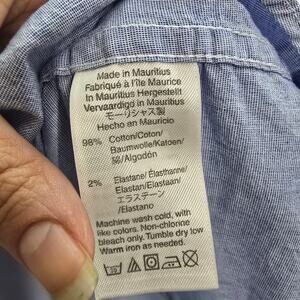 Made in Mauritius
Fabriqué à l'île Maurice
In Mauritius Hergestellt
Vervaardigd in Mauritius
モーリシャス製
Hecho en Mauricio
98% Cotton/Coton/
Baumwolle/Katoen/
綿/Algodón
2% Elastane/Élasthanne/
Elastan/Elastaan/
エラステーン
/Elastano
Machine wash cold, with
like colors. Non-chlorine
bleach only. Tumble dry low
Warm iron as needed.